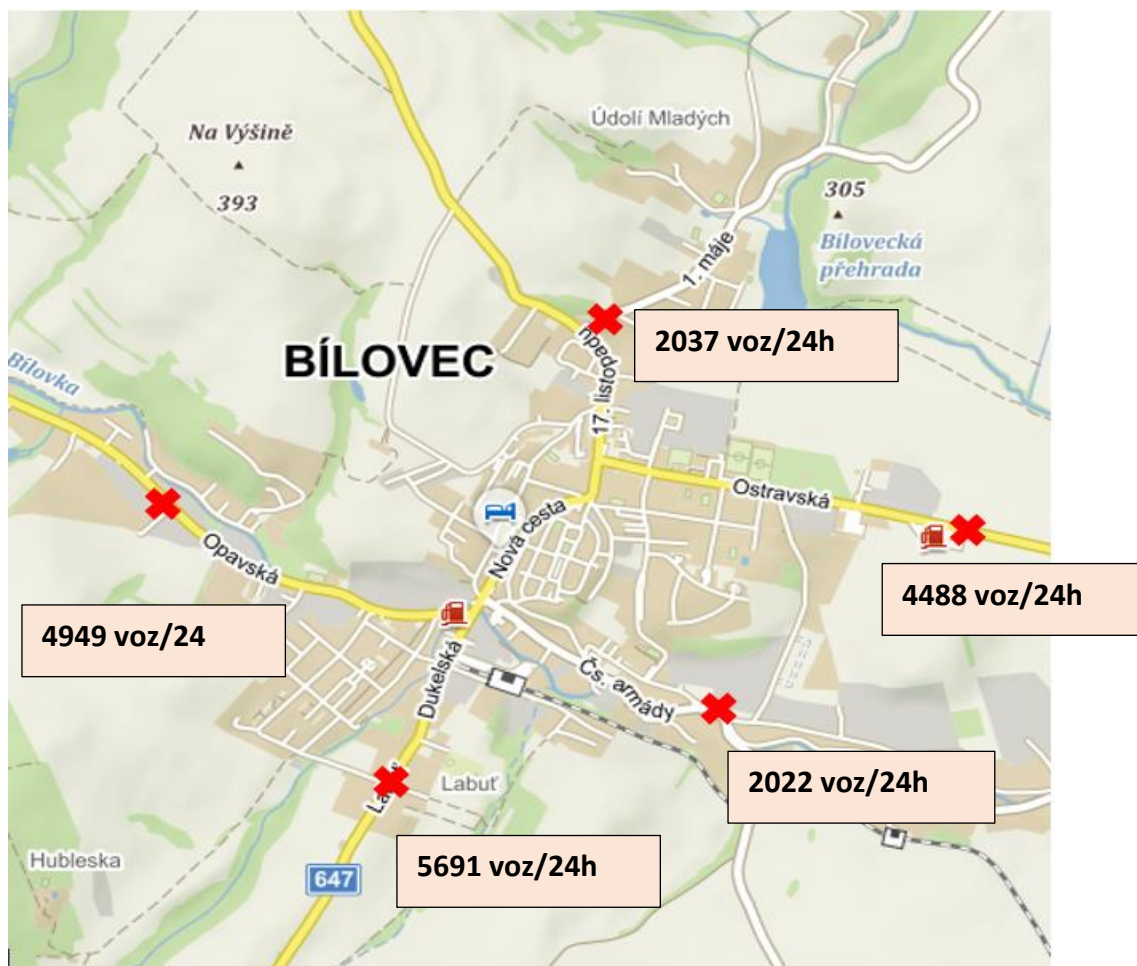 Údolí Mladých
Na Výšině
393
305
Bílovecká
přehrada
1. máje
2037 voz/24h
17. listopadu
BÍLOVEC
Bílovka
Ostravská
Nová cesta
Opavská
4488 voz/24h
4949 voz/24
Dukelská
Čs. armády
2022 voz/24h
Labuť
5691 voz/24h
Hubleska
647